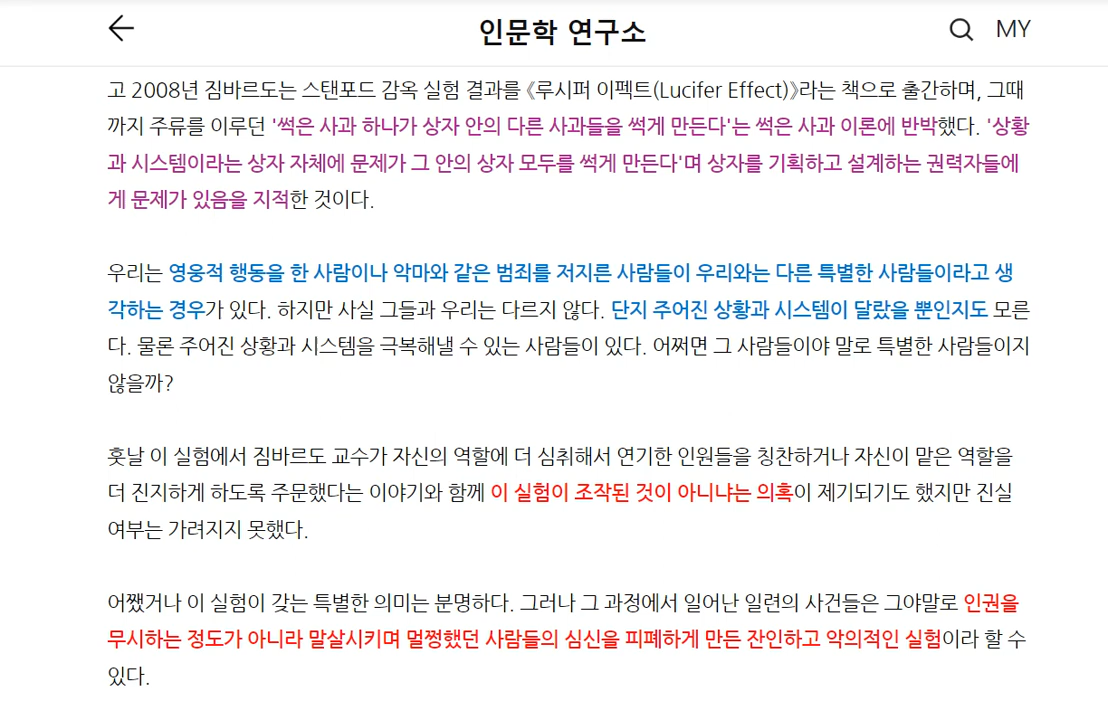 인문학 연구소
MY
고 2008년 짐바르도는 스탠포드 감옥 실험 결과를 《루시퍼 이펙트(Lucifer Effect)》라는 책으로 출간하며, 그때
까지 주류를 이루던 '썩은 사과 하나가 상자 안의 다른 사과들을 썩게 만든다'는 썩은 사과 이론에 반박했다. '상황
과 시스템이라는 상자 자체에 문제가 그 안의 상자 모두를 썩게 만든다'며 상자를 기획하고 설계하는 권력자들에
게 문제가 있음을 지적한 것이다.
우리는 영웅적 행동을 한 사람이나 악마와 같은 범죄를 저지른 사람들이 우리와는 다른 특별한 사람들이라고 생
각하는 경우가 있다. 하지만 사실 그들과 우리는 다르지 않다. 단지 주어진 상황과 시스템이 달랐을 뿐인지도 모른
다. 물론 주어진 상황과 시스템을 극복해낼 수 있는 사람들이 있다. 어쩌면 그 사람들이야 말로 특별한 사람들이지
않을까?
훗날 이 실험에서 짐바르도 교수가 자신의 역할에 더 심취해서 연기한 인원들을 칭찬하거나 자신이 맡은 역할을
더 진지하게 하도록 주문했다는 이야기와 함께 이 실험이 조작된 것이 아니냐는 의혹이 제기되기도 했지만 진실
여부는 가려지지 못했다.
어쨌거나 이 실험이 갖는 특별한 의미는 분명하다. 그러나 그 과정에서 일어난 일련의 사건들은 그야말로 인권을
무시하는 정도가 아니라 말살시키며 멀쩡했던 사람들의 심신을 피폐하게 만든 잔인하고 악의적인 실험이라 할 수
있다.